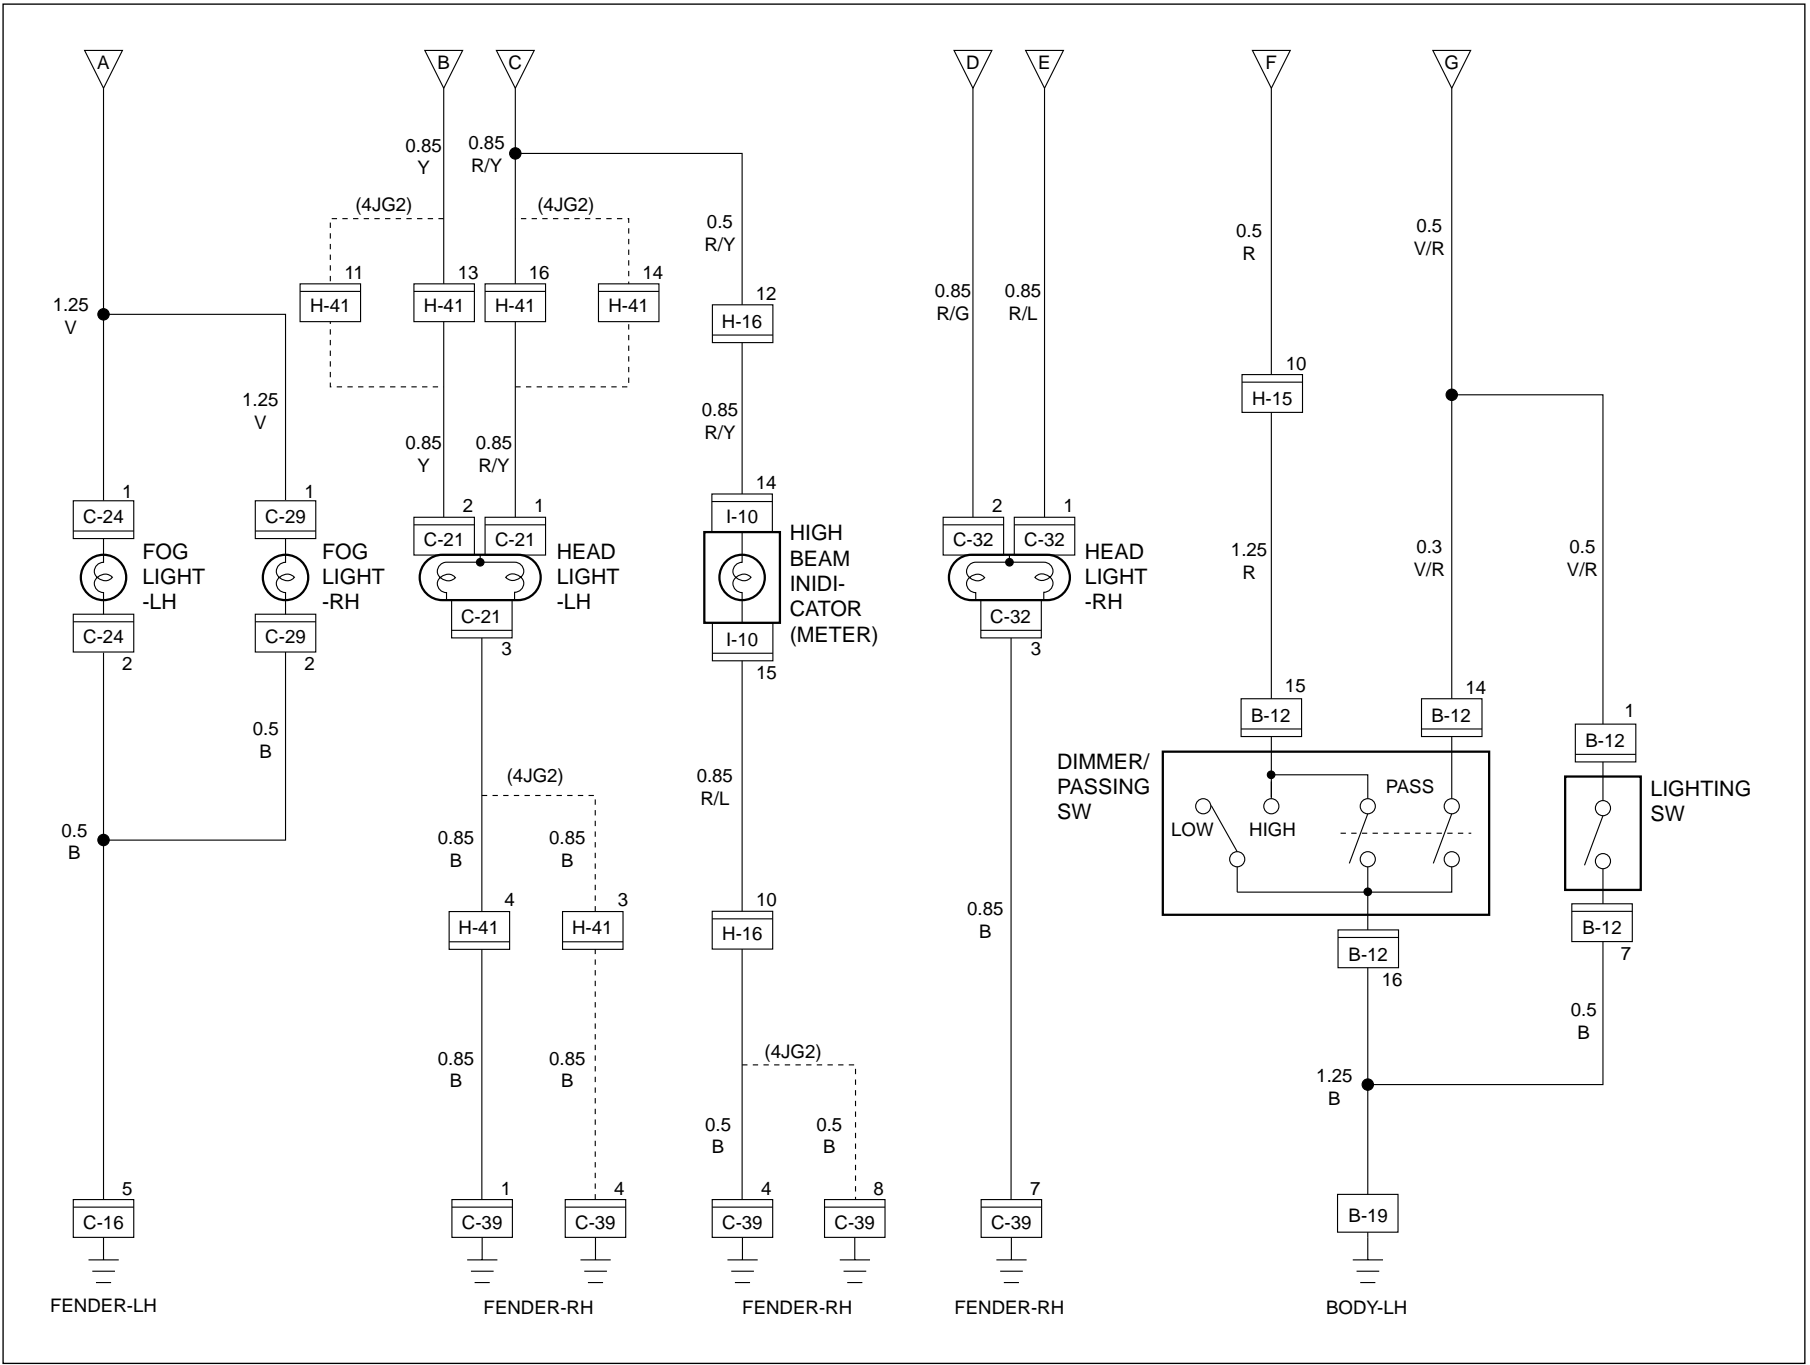 A
B
C
D
E
F
G
0.85
Y
0.85
R/Y
(4JG2)
(4JG2)
0.5
R/Y
0.5
R
0.5
V/R
11
H-41
13
H-41
16
H-41
14
H-41
12
H-16
0.85
R/G
0.85
R/L
1.25
V
1.25
V
10
H-15
0.85
Y
0.85
R/Y
0.85
R/Y
1
C-24
1
C-29
2
C-21
1
C-21
14
I-10
2
C-32
1
C-32
FOG
LIGHT
-LH
FOG
LIGHT
-RH
HEAD
LIGHT
-LH
HIGH
BEAM
INIDI-
CATOR
(METER)
HEAD
LIGHT
-RH
1.25
R
0.3
V/R
0.5
V/R
C-24
2
C-29
2
C-21
3
I-10
15
C-32
3
15
B-12
14
B-12
1
B-12
0.5
B
0.5
B
(4JG2)
0.85
R/L
DIMMER/
PASSING
SW
PASS
LOW
HIGH
LIGHTING
SW
0.85
B
0.85
B
4
H-41
3
H-41
10
H-16
0.85
B
B-12
16
B-12
7
0.85
B
0.85
B
(4JG2)
0.5
B
0.5
B
0.5
B
1.25
B
5
C-16
1
C-39
4
C-39
4
C-39
8
C-39
7
C-39
B-19
FENDER-LH
FENDER-RH
FENDER-RH
FENDER-RH
BODY-LH